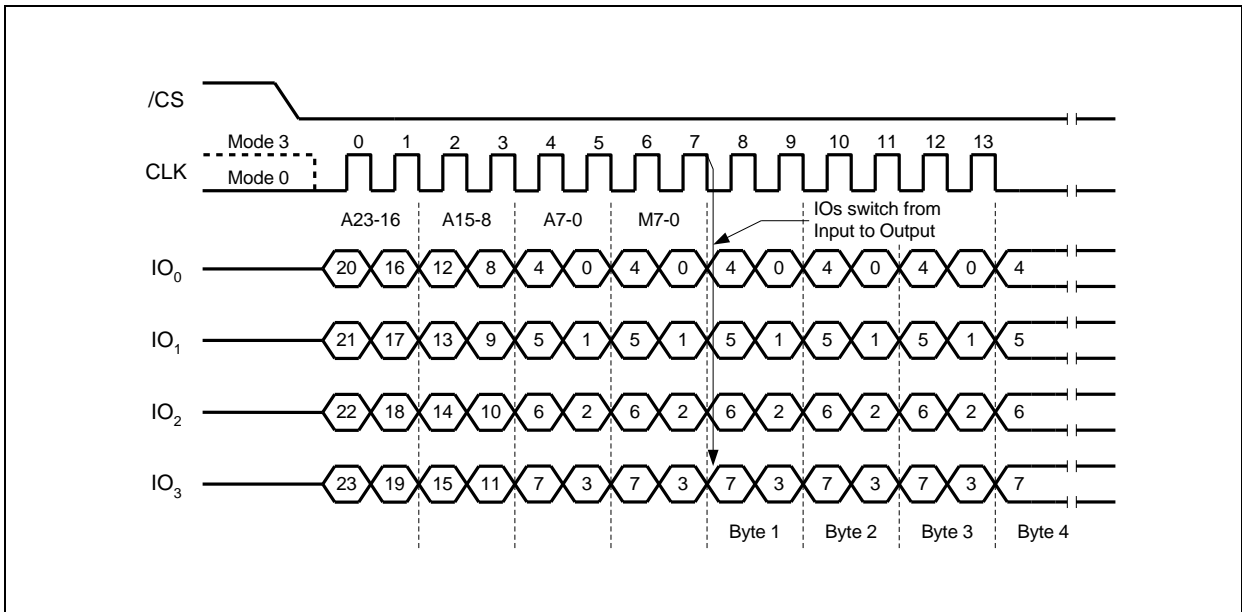 /CS
Mode 3
0 1 2 3 4 5 6 7 8 9 10 11 12 13
CLK
Mode 0
IOs switch from
Input to Output
A23-16 A15-8 A7-0 M7-0
IO0 20 16 12 8 4 0 4 0 4 0 4 0 4 0 4
IO1 21 17 13 9 5 1 5 1 5 1 5 1 5 1 5
IO2 22 18 14 10 6 2 6 2 6 2 6 2 6 2 6
IO3 23 19 15 11 7 3 7 3 7 3 7 3 7 3 7
Byte 1 Byte 2 Byte 3 Byte 4